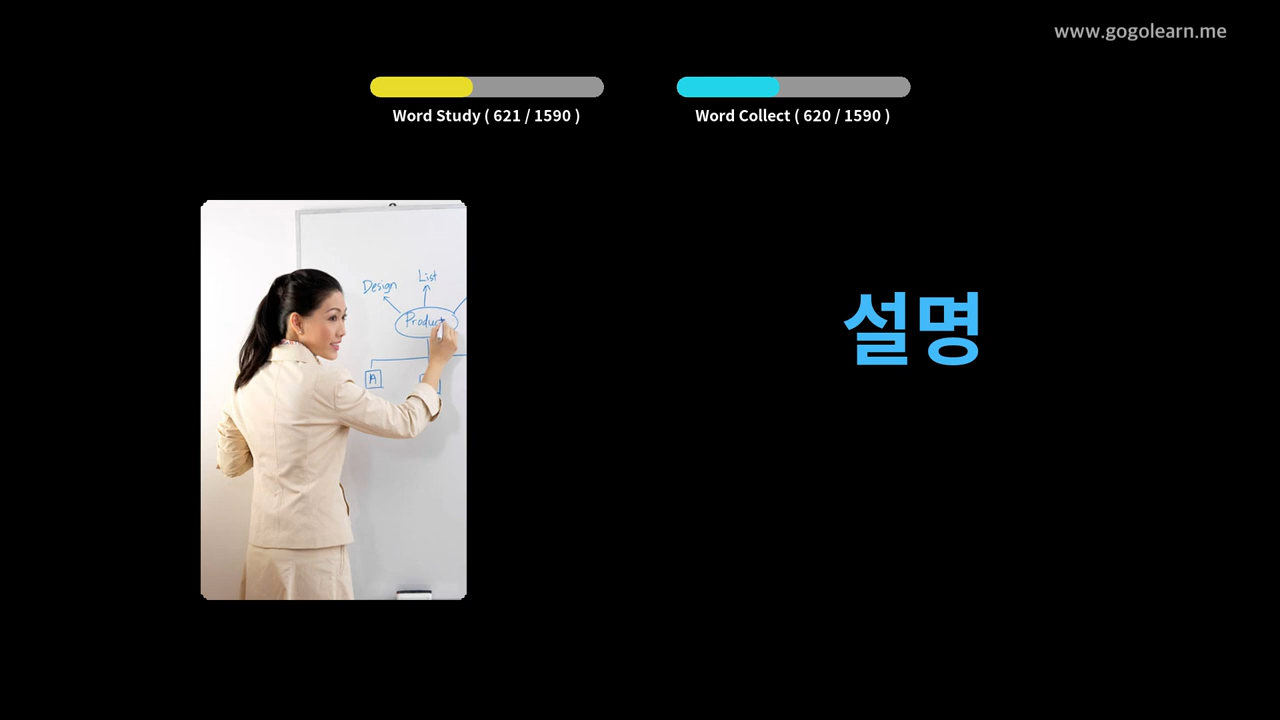 www.gogolearn.me
Word Study ( 621 / 1590 )
Word Collect ( 620 / 1590 )
설명
List
Design
Product
A